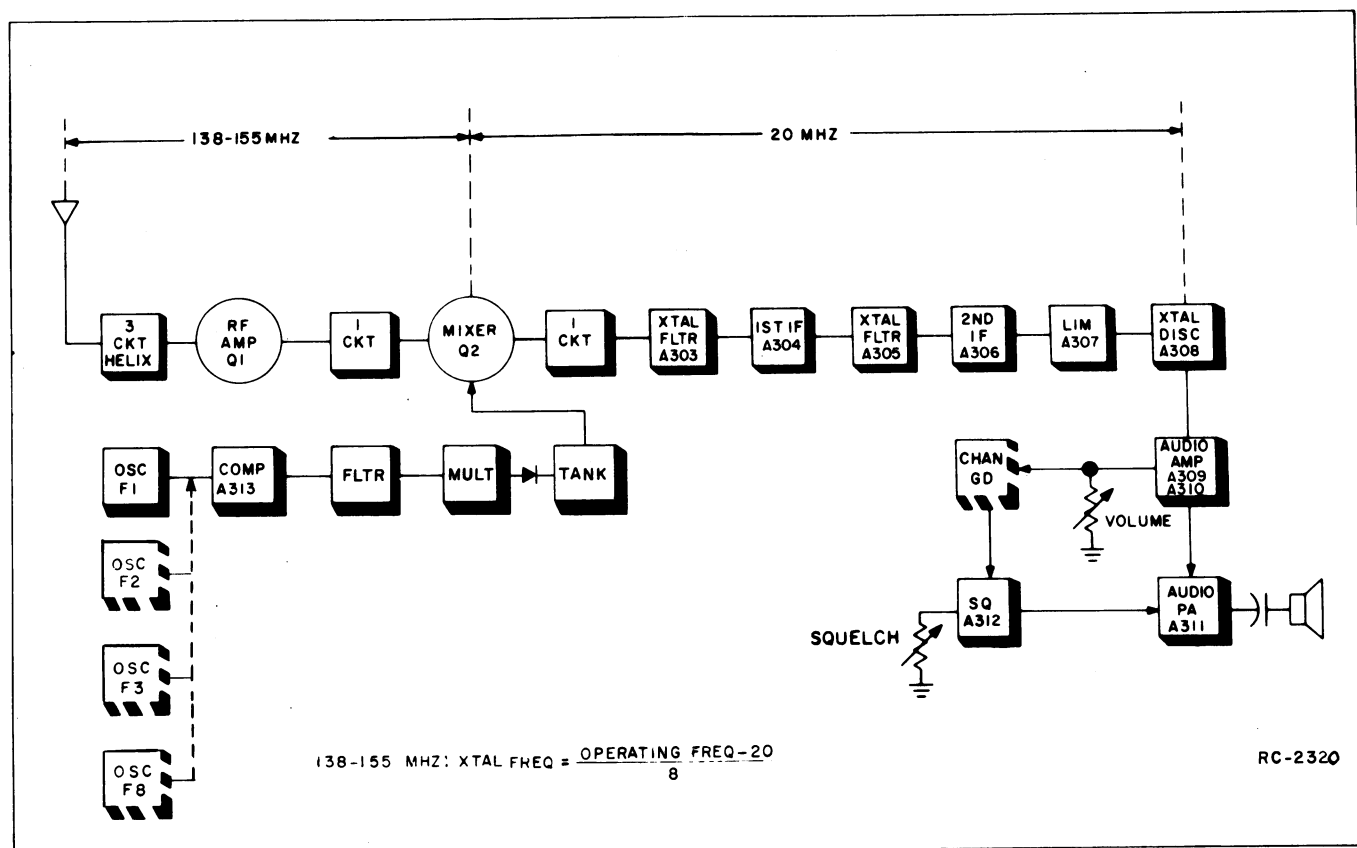 138-155 MHZ
20 MHZ
3
CKT
HELIX
RF
AMP
Q1
1
CKT
MIXER
Q2
1
CKT
XTAL
FLTR
A303
1ST IF
A304
XTAL
FLTR
A305
2ND
IF
A306
LIM
A307
XTAL
DISC
A308
OSC
F1
COMP
A313
FLTR
MULT
TANK
CHAN
GD
AUDIO
AMP
A309
A310
VOLUME
OSC
F2
SQ
A312
AUDIO
PA
A311
SQUELCH
OSC
F3
OSC
F8
138-155 MHZ: XTAL FREQ = OPERATING FREQ-20
8
RC-2320